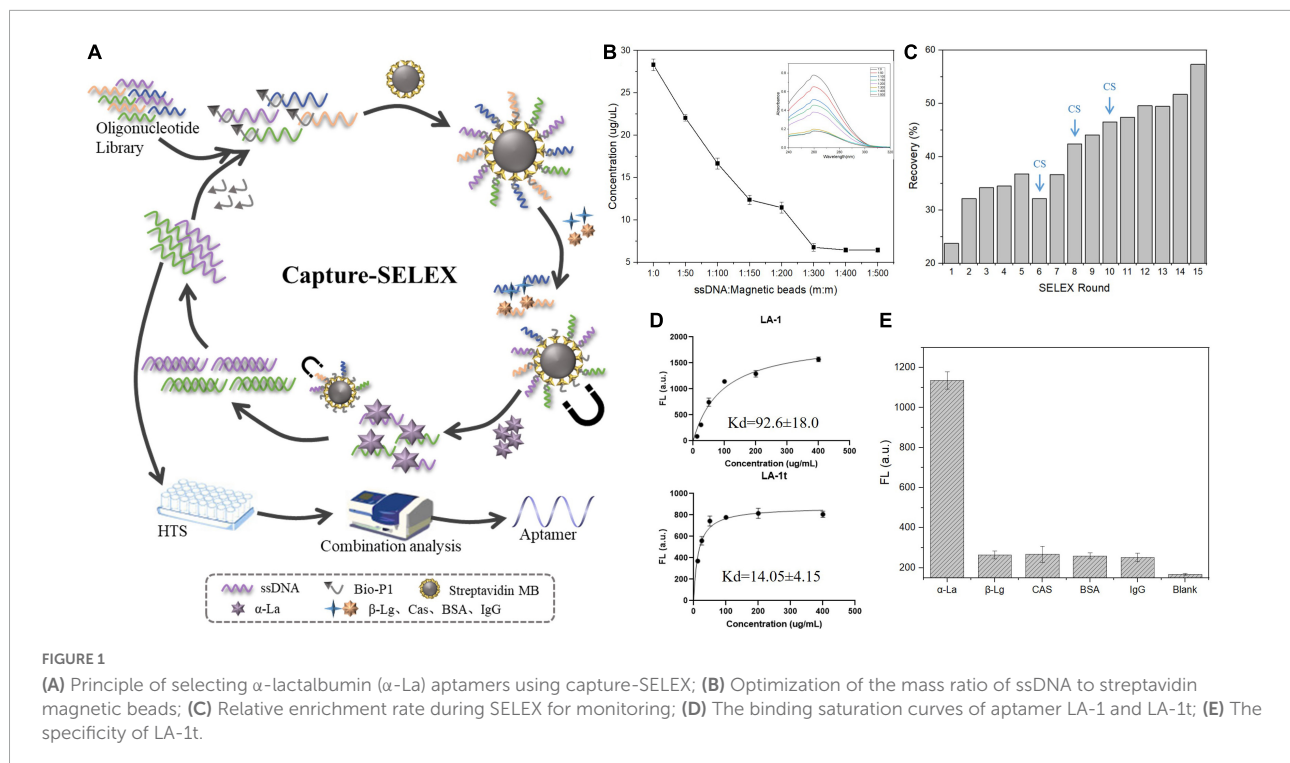 A
Oligonucleotide
Library
Capture-SELEX
HTS
Combination analysis
Aptamer
ssDNA
Bio-P1
Streptavidin MB
α-La
β-Lg、Cas、BSA、IgG
B
Concentration (ug/uL)
30
25
20
15
10
5
1:0
1:50
1:100
1:150
1:200
1:300
1:400
1:500
ssDNA:Magnetic beads (m:m)
Absorbance
Wavelength(nm)
C
Recovery (%)
60
50
40
30
20
CS
CS
CS
1 2 3 4 5 6 7 8 9 10 11 12 13 14 15
SELEX Round
D
LA-1
FL (a.u.)
2000
1500
1000
500
0
Kd=92.6±18.0
0 100 200 300 400 500
Concentration (ug/mL)
LA-1t
FL (a.u.)
1000
800
600
400
200
0
Kd=14.05±4.15
0 100 200 300 400 500
Concentration (ug/mL)
E
FL (a.u.)
1200
1000
800
600
400
200
α-La
β-Lg
CAS
BSA
IgG
Blank
FIGURE 1
(A) Principle of selecting α-lactalbumin (α-La) aptamers using capture-SELEX; (B) Optimization of the mass ratio of ssDNA to streptavidin
magnetic beads; (C) Relative enrichment rate during SELEX for monitoring; (D) The binding saturation curves of aptamer LA-1 and LA-1t; (E) The
specificity of LA-1t.